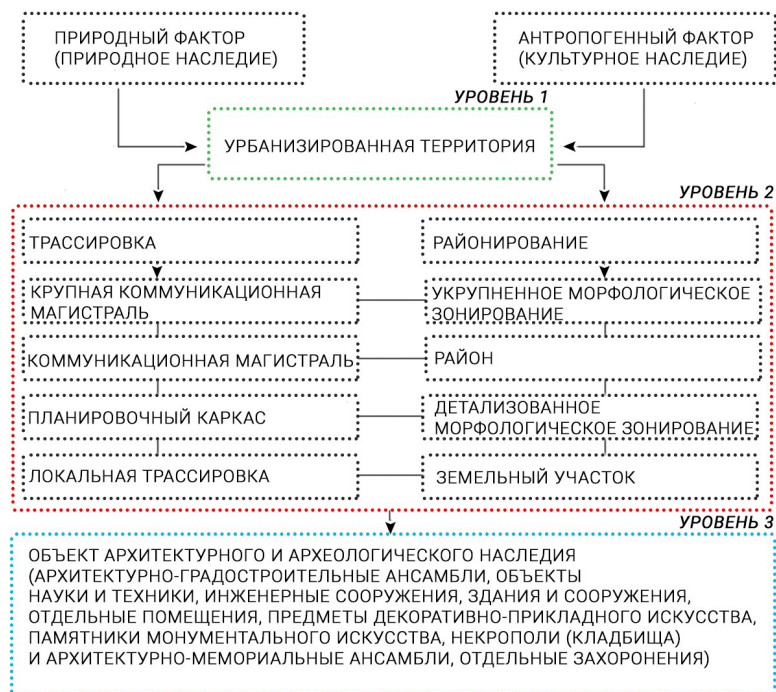 ПРИРОДНЫЙ ФАКТОР
(ПРИРОДНОЕ НАСЛЕДИЕ)
АНТРОПОГЕННЫЙ ФАКТОР
(КУЛЬТУРНОЕ НАСЛЕДИЕ)
УРОВЕНЬ 1
УРБАНИЗИРОВАННАЯ ТЕРРИТОРИЯ
УРОВЕНЬ 2
ТРАССИРОВКА
РАЙОНИРОВАНИЕ
КРУПНАЯ КОММУНИКАЦИОННАЯ
МАГИСТРАЛЬ
УКРУПНЕННОЕ МОРФОЛОГИЧЕСКОЕ
ЗОНИРОВАНИЕ
КОММУНИКАЦИОННАЯ МАГИСТРАЛЬ
РАЙОН
ПЛАНИРОВОЧНЫЙ КАРКАС
ДЕТАЛИЗОВАННОЕ
МОРФОЛОГИЧЕСКОЕ ЗОНИРОВАНИЕ
ЛОКАЛЬНАЯ ТРАССИРОВКА
ЗЕМЕЛЬНЫЙ УЧАСТОК
УРОВЕНЬ 3
ОБЪЕКТ АРХИТЕКТУРНОГО И АРХЕОЛОГИЧЕСКОГО НАСЛЕДИЯ
(АРХИТЕКТУРНО-ГРАДОСТРОИТЕЛЬНЫЕ АНСАМБЛИ, ОБЪЕКТЫ
НАУКИ И ТЕХНИКИ, ИНЖЕНЕРНЫЕ СООРУЖЕНИЯ, ЗДАНИЯ И СООРУЖЕНИЯ,
ОТДЕЛЬНЫЕ ПОМЕЩЕНИЯ, ПРЕДМЕТЫ ДЕКОРАТИВНО-ПРИКЛАДНОГО ИСКУССТВА,
ПАМЯТНИКИ МОНУМЕНТАЛЬНОГО ИСКУССТВА, НЕКРОПОЛИ (КЛАДБИЩА)
И АРХИТЕКТУРНО-МЕМОРИАЛЬНЫЕ АНСАМБЛИ, ОТДЕЛЬНЫЕ ЗАХОРОНЕНИЯ)